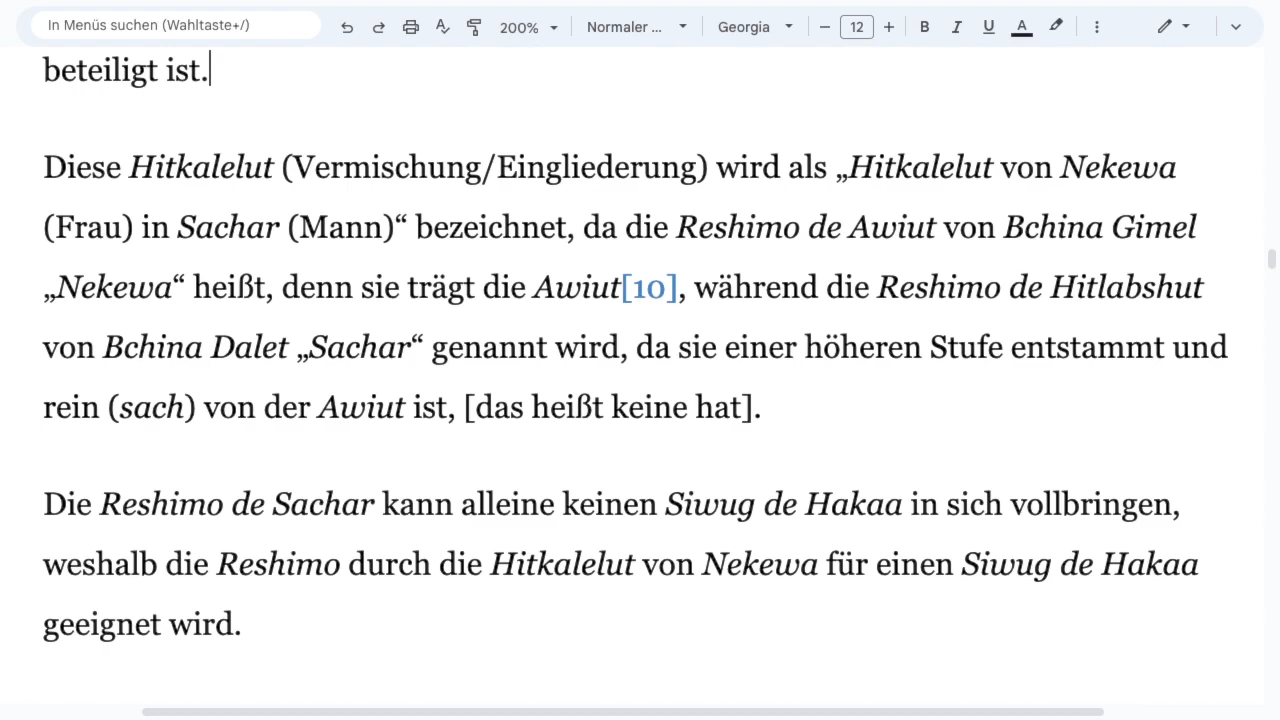 In Menüs suchen (Wahltaste+/)
200%
Normaler ...
Georgia
12
B I U A
beteiligt ist.
Diese Hitkalelut (Vermischung/Eingliederung) wird als „Hitkalelut von Nekewa
(Frau) in Sachar (Mann)“ bezeichnet, da die Reshimo de Awiut von Bchina Gimel
„Nekewa“ heißt, denn sie trägt die Awiut[10], während die Reshimo de Hitlabshut
von Bchina Dalet „Sachar“ genannt wird, da sie einer höheren Stufe entstammt und
rein (sach) von der Awiut ist, [das heißt keine hat].
Die Reshimo de Sachar kann alleine keinen Siwug de Hakaa in sich vollbringen,
weshalb die Reshimo durch die Hitkalelut von Nekewa für einen Siwug de Hakaa
geeignet wird.